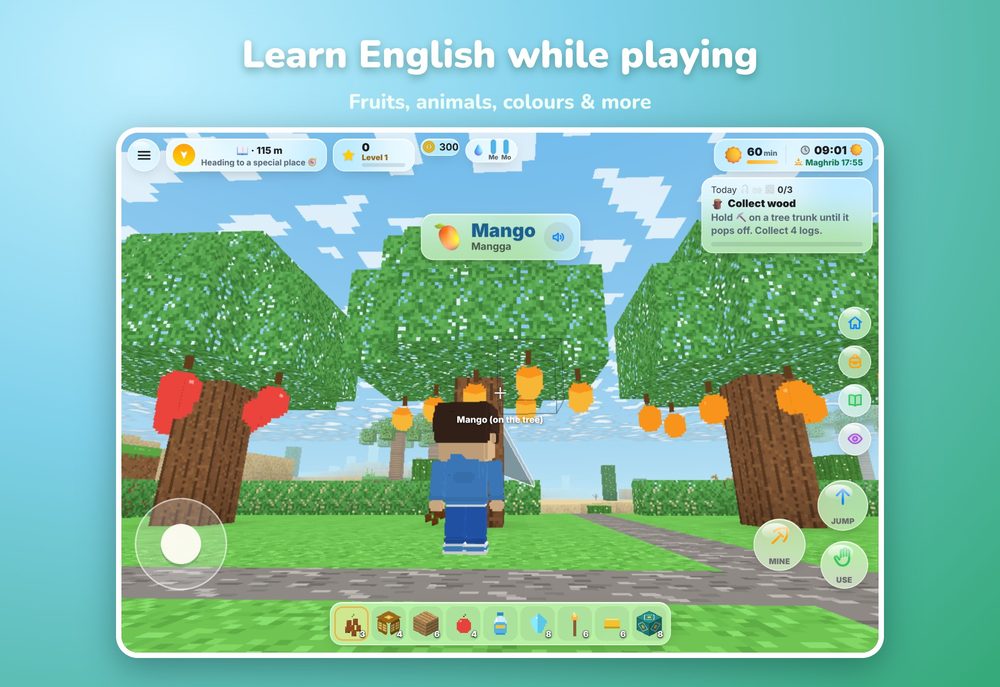 Learn English while playing
Fruits, animals, colours & more
· 115 m
Heading to a special place
0
Level 1
300
Me Mo
60 min
09:01
Maghrib 17:55
Today 0/3
Collect wood
Hold ⛏ on a tree trunk until it
pops off. Collect 4 logs.
Mango
Mangga
Mango (on the tree)
JUMP
MINE
USE
3
4
6
4
8
6
6
8